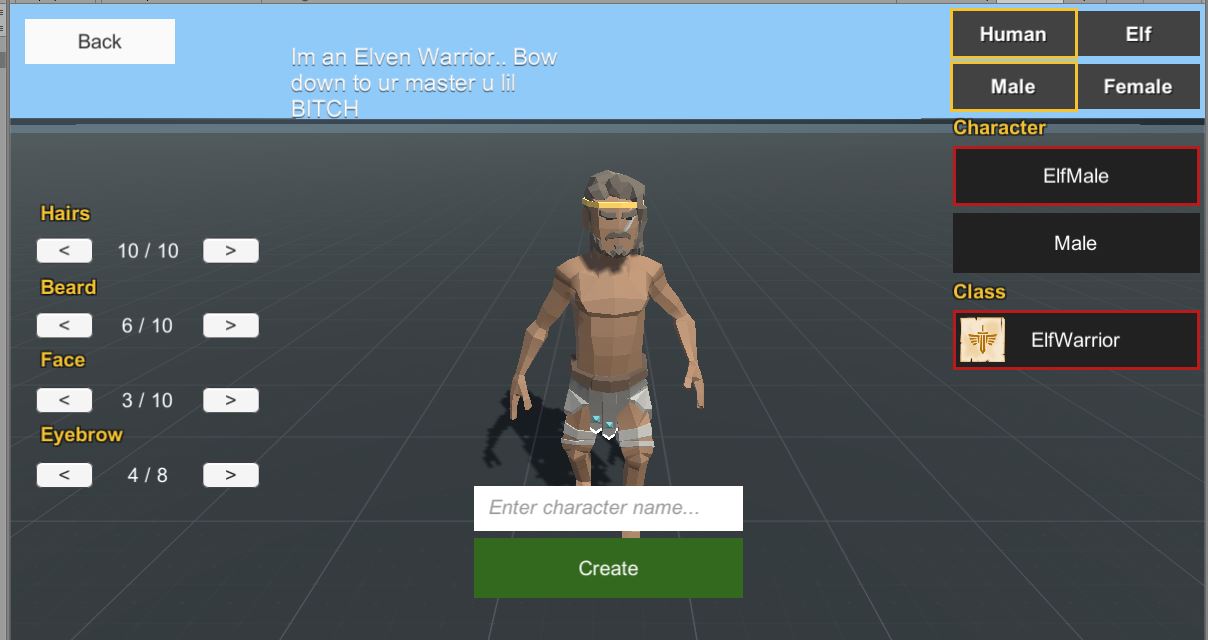 Back
Im an Elven Warrior.. Bow
down to ur master u lil
BITCH
Human
Elf
Male
Female
Character
ElfMale
Male
Class
ElfWarrior
Hairs
< 10 / 10 >
Beard
< 6 / 10 >
Face
< 3 / 10 >
Eyebrow
< 4 / 8 >
Enter character name...
Create